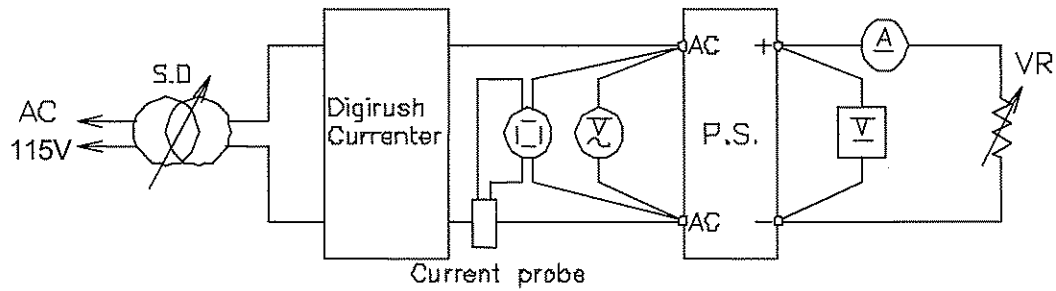 S.D
AC
115V
Digirush
Currenter
Current probe
V
AC
AC
P.S.
+
−
A
V
VR